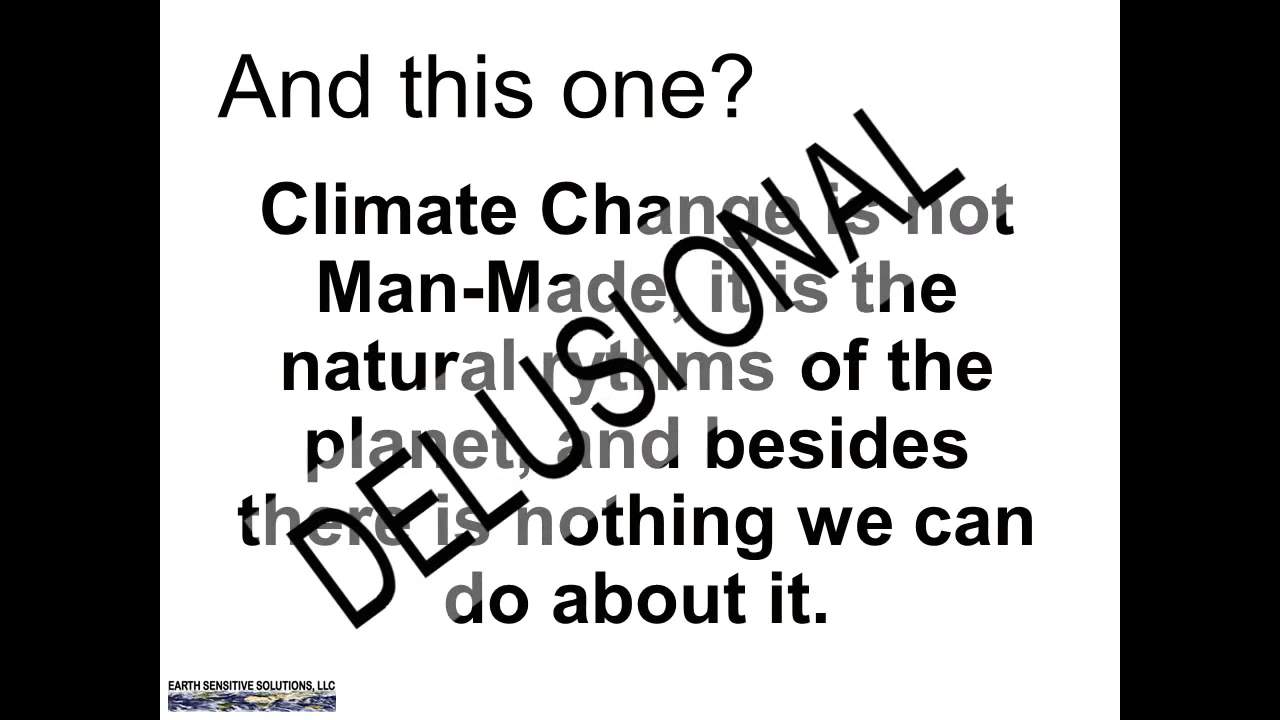 And this one?
Climate Change is not
Man-Made, it is the
natural rythms of the
planet, and besides
there is nothing we can
do about it.
DELUSIONAL
EARTH SENSITIVE SOLUTIONS, LLC